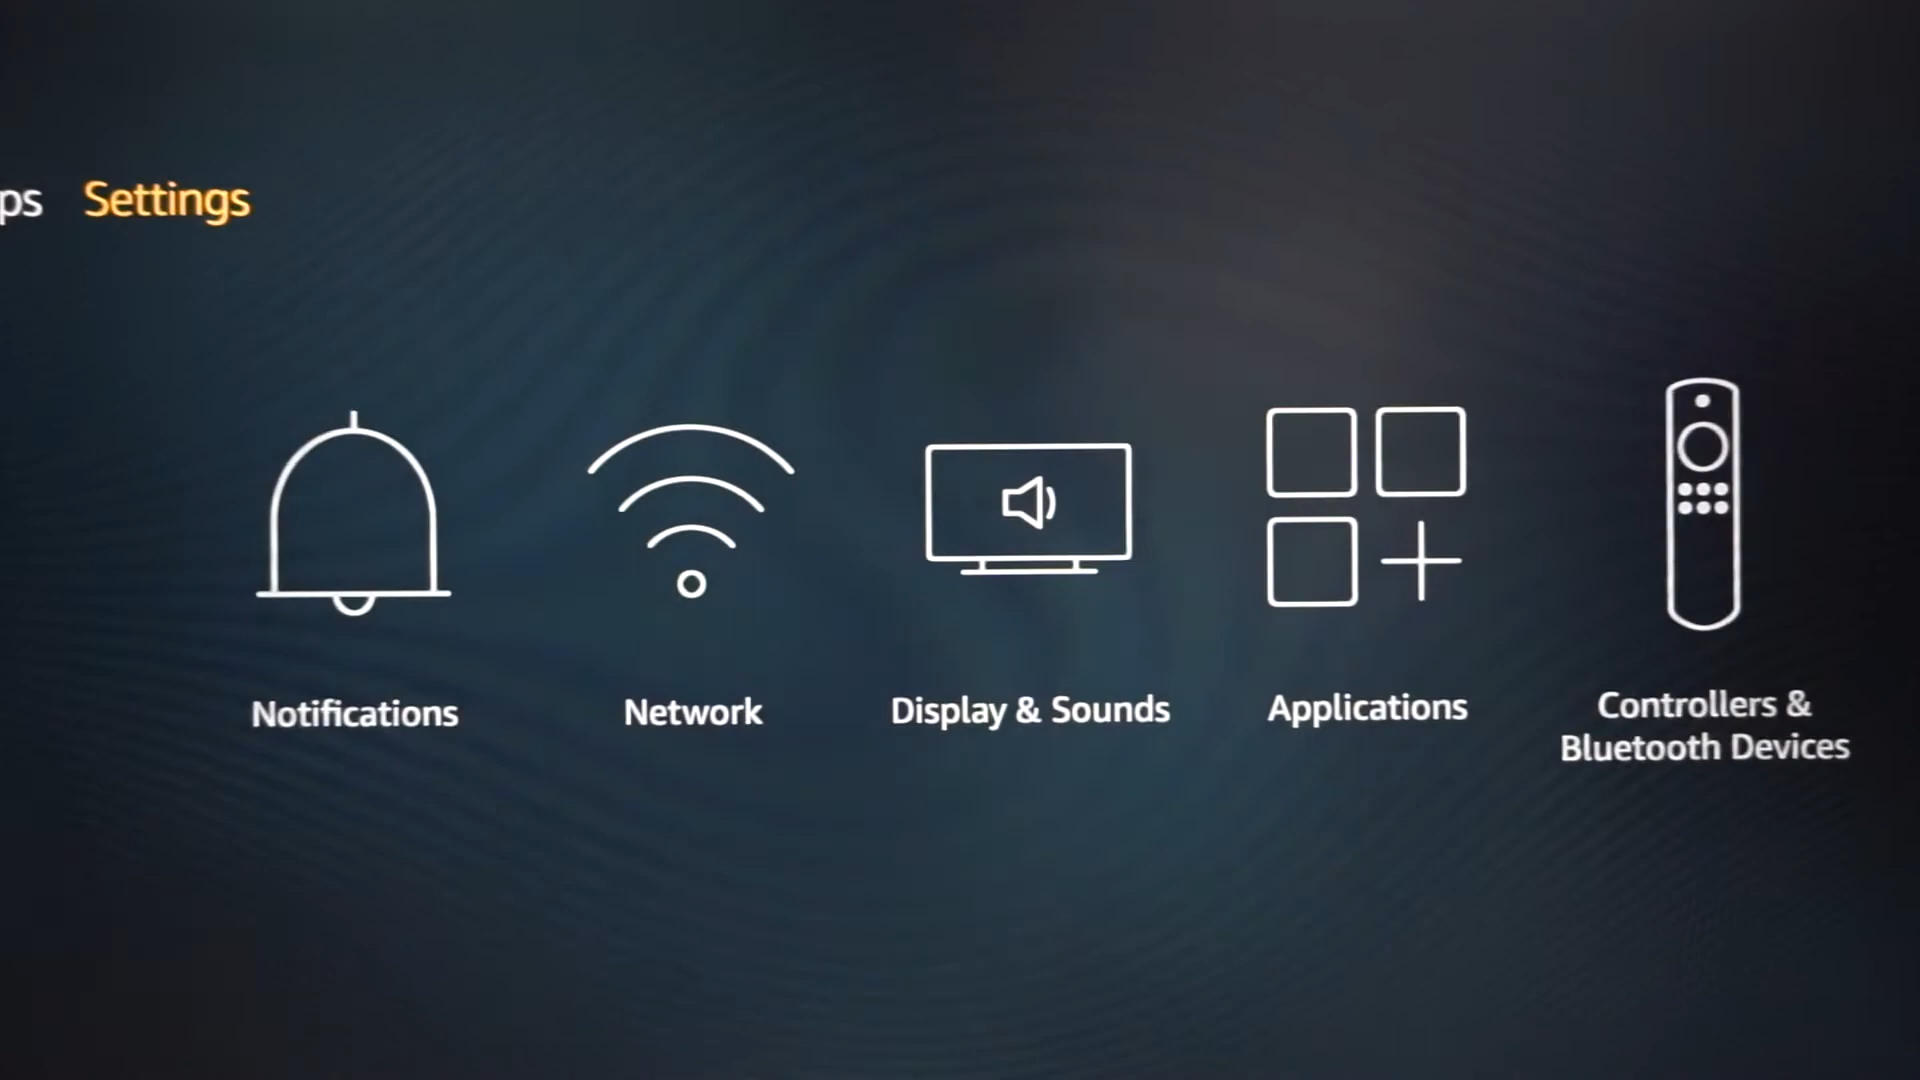 ps Settings
Notifications
Network
Display & Sounds
Applications
Controllers &
Bluetooth Devices